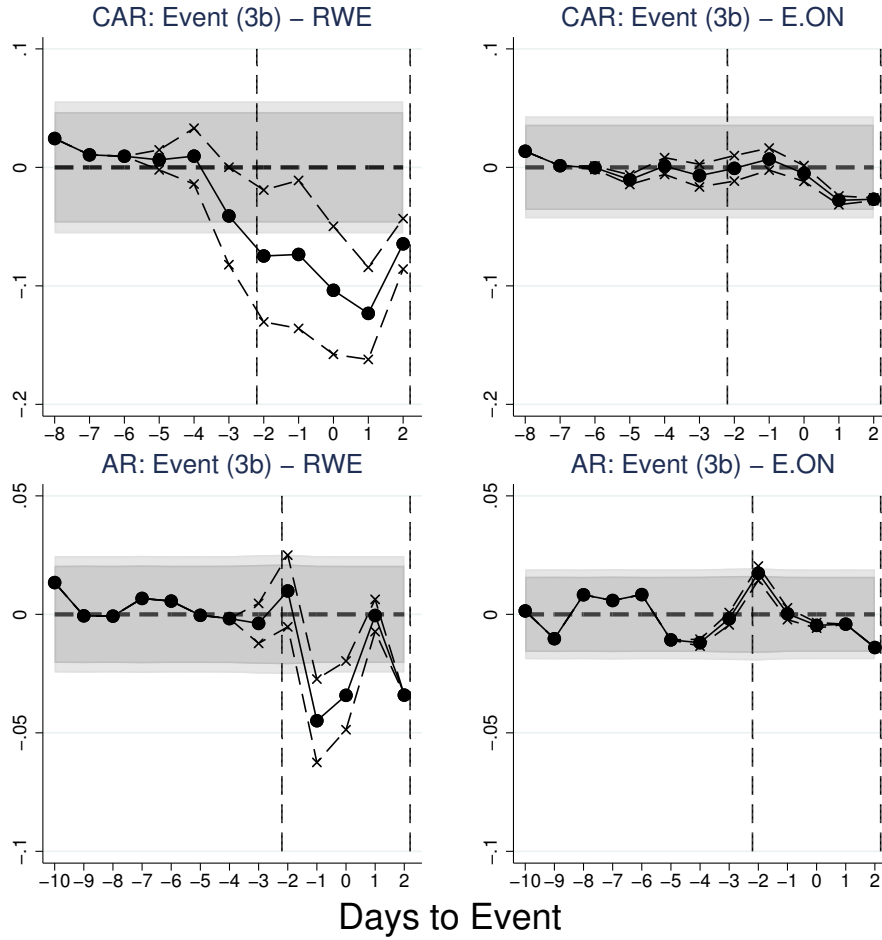 CAR: Event (3b) – RWE
CAR: Event (3b) – E.ON
.1
0
–.1
–.2
–8 –7 –6 –5 –4 –3 –2 –1 0 1 2
.1
0
–.1
–.2
–8 –7 –6 –5 –4 –3 –2 –1 0 1 2
AR: Event (3b) – RWE
AR: Event (3b) – E.ON
.05
0
–.05
–.1
–10 –9 –8 –7 –6 –5 –4 –3 –2 –1 0 1 2
.05
0
–.05
–.1
–10 –9 –8 –7 –6 –5 –4 –3 –2 –1 0 1 2
Days to Event